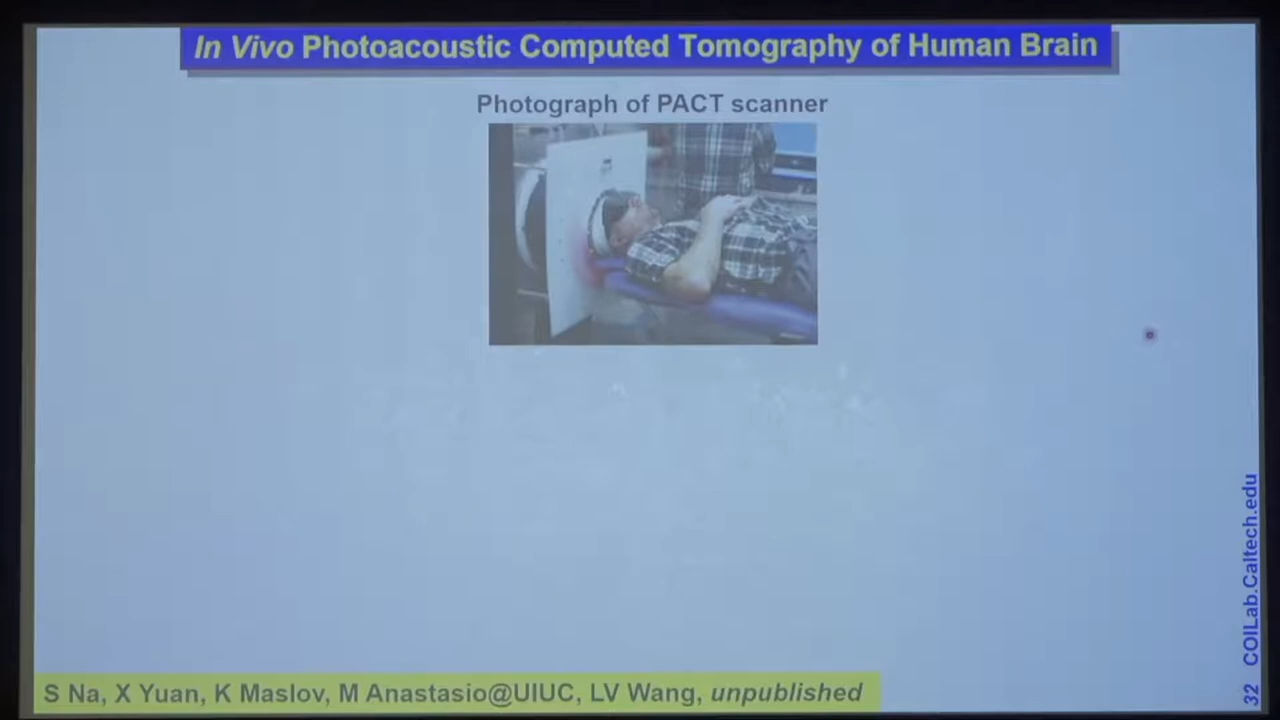 In Vivo Photoacoustic Computed Tomography of Human Brain
Photograph of PACT scanner
S Na, X Yuan, K Maslov, M Anastasio@UIUC, LV Wang, unpublished
32 COILab.Caltech.edu